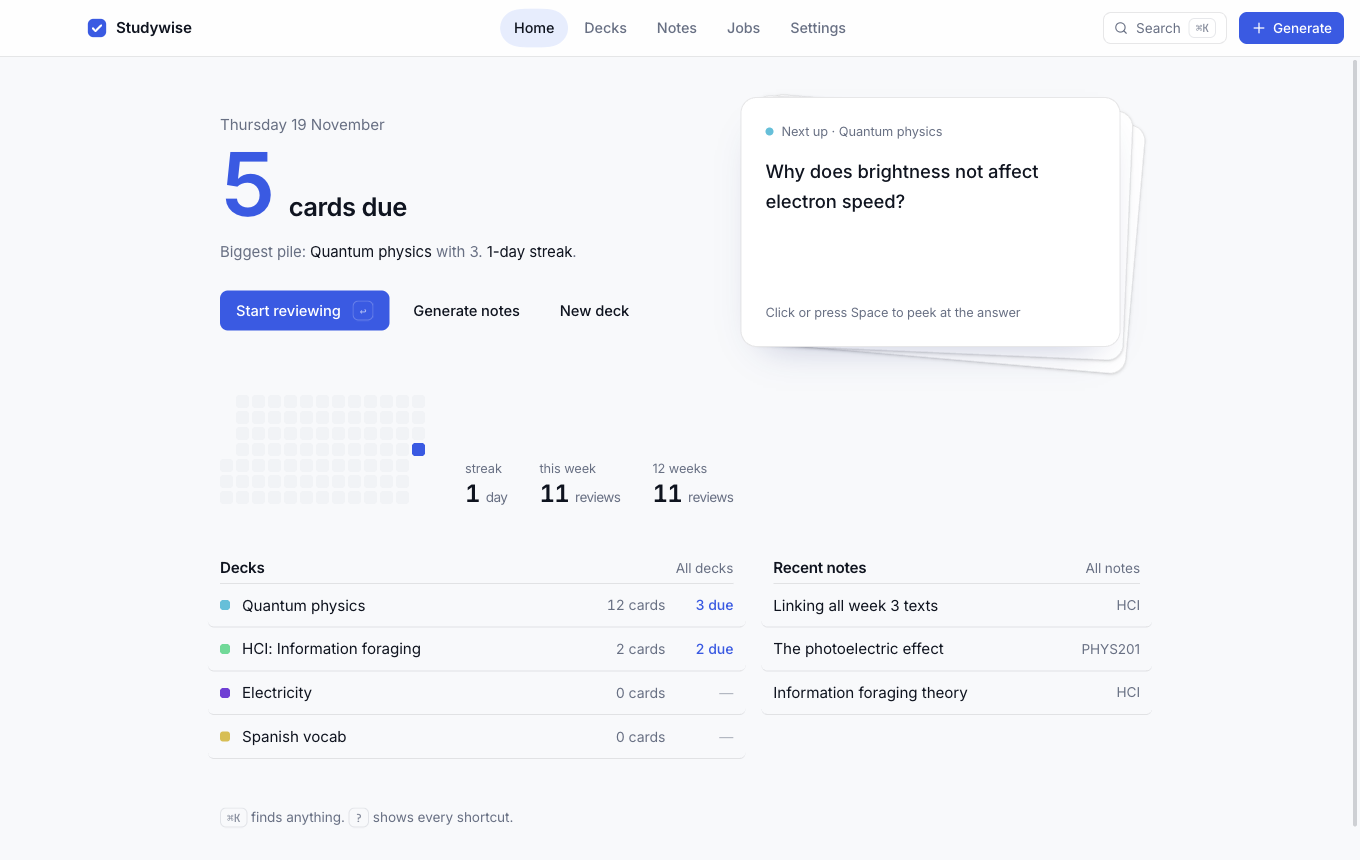 Studywise
Home
Decks
Notes
Jobs
Settings
Search ⌘K
+ Generate
Thursday 19 November
5 cards due
Biggest pile: Quantum physics with 3. 1-day streak.
Start reviewing ↵
Generate notes
New deck
Next up · Quantum physics
Why does brightness not affect
electron speed?
Click or press Space to peek at the answer
streak
1 day
this week
11 reviews
12 weeks
11 reviews
Decks
All decks
Quantum physics 12 cards 3 due
HCI: Information foraging 2 cards 2 due
Electricity 0 cards —
Spanish vocab 0 cards —
Recent notes
All notes
Linking all week 3 texts HCI
The photoelectric effect PHYS201
Information foraging theory HCI
⌘K finds anything. ? shows every shortcut.